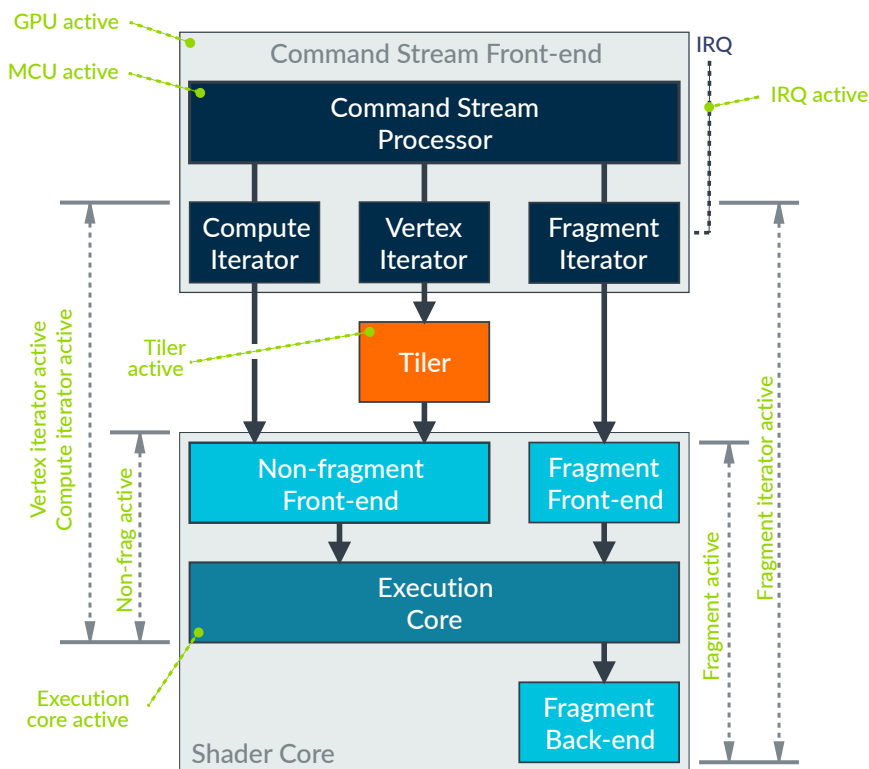 GPU active
Command Stream Front-end
IRQ
MCU active
IRQ active
Command Stream
Processor
Compute
Iterator
Vertex
Iterator
Fragment
Iterator
Tiler
active
Tiler
Vertex iterator active
Compute iterator active
Non-frag active
Non-fragment
Front-end
Fragment
Front-end
Fragment active
Fragment iterator active
Execution
Core
Execution
core active
Fragment
Back-end
Shader Core